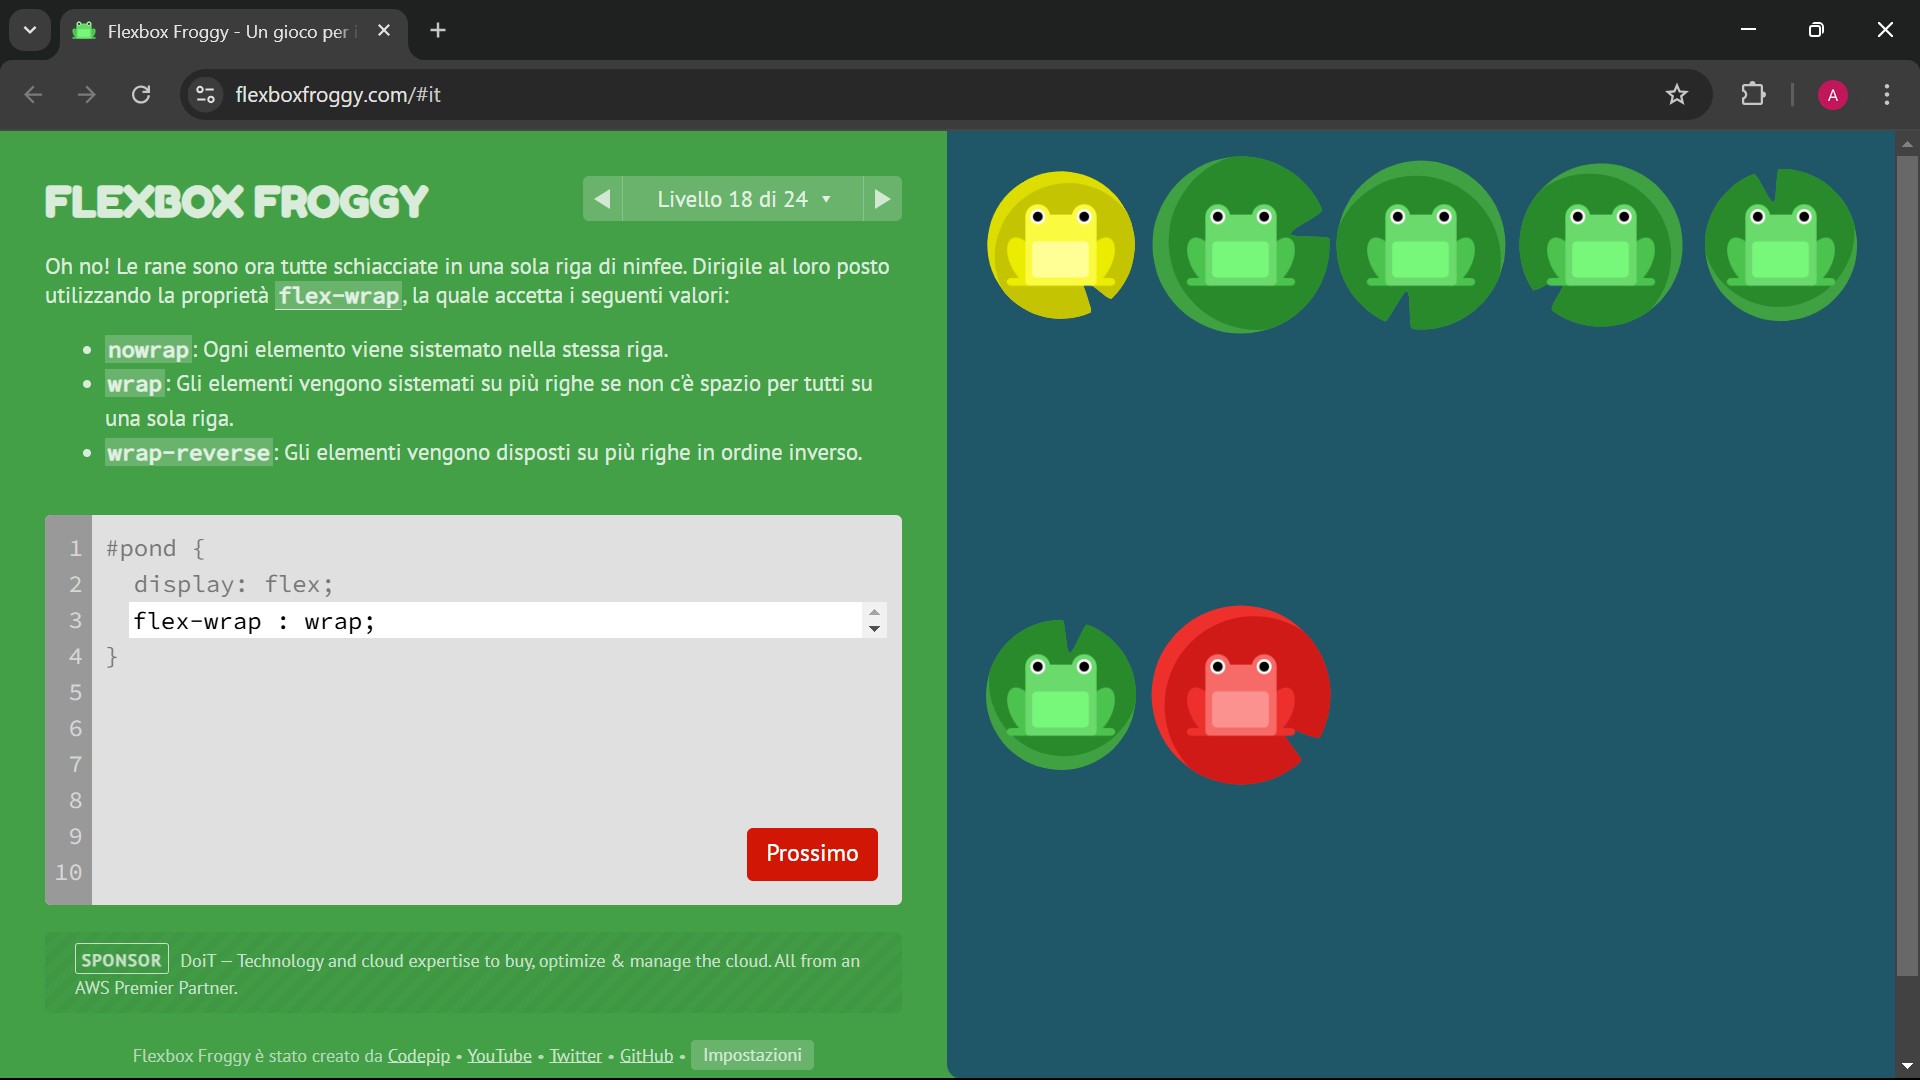 Flexbox Froggy - Un gioco per i
flexboxfroggy.com/#it
A
FLEXBOX FROGGY
Livello 18 di 24
Oh no! Le rane sono ora tutte schiacciate in una sola riga di ninfee. Dirigile al loro posto
utilizzando la proprietà flex-wrap, la quale accetta i seguenti valori:
• nowrap: Ogni elemento viene sistemato nella stessa riga.
• wrap: Gli elementi vengono sistemati su più righe se non c'è spazio per tutti su
una sola riga.
• wrap-reverse: Gli elementi vengono disposti su più righe in ordine inverso.
1 #pond {
2 display: flex;
3 flex-wrap : wrap;
4 }
5
6
7
8
9
10
Prossimo
SPONSOR DoiT — Technology and cloud expertise to buy, optimize & manage the cloud. All from an
AWS Premier Partner.
Flexbox Froggy è stato creato da Codepip • YouTube • Twitter • GitHub • Impostazioni